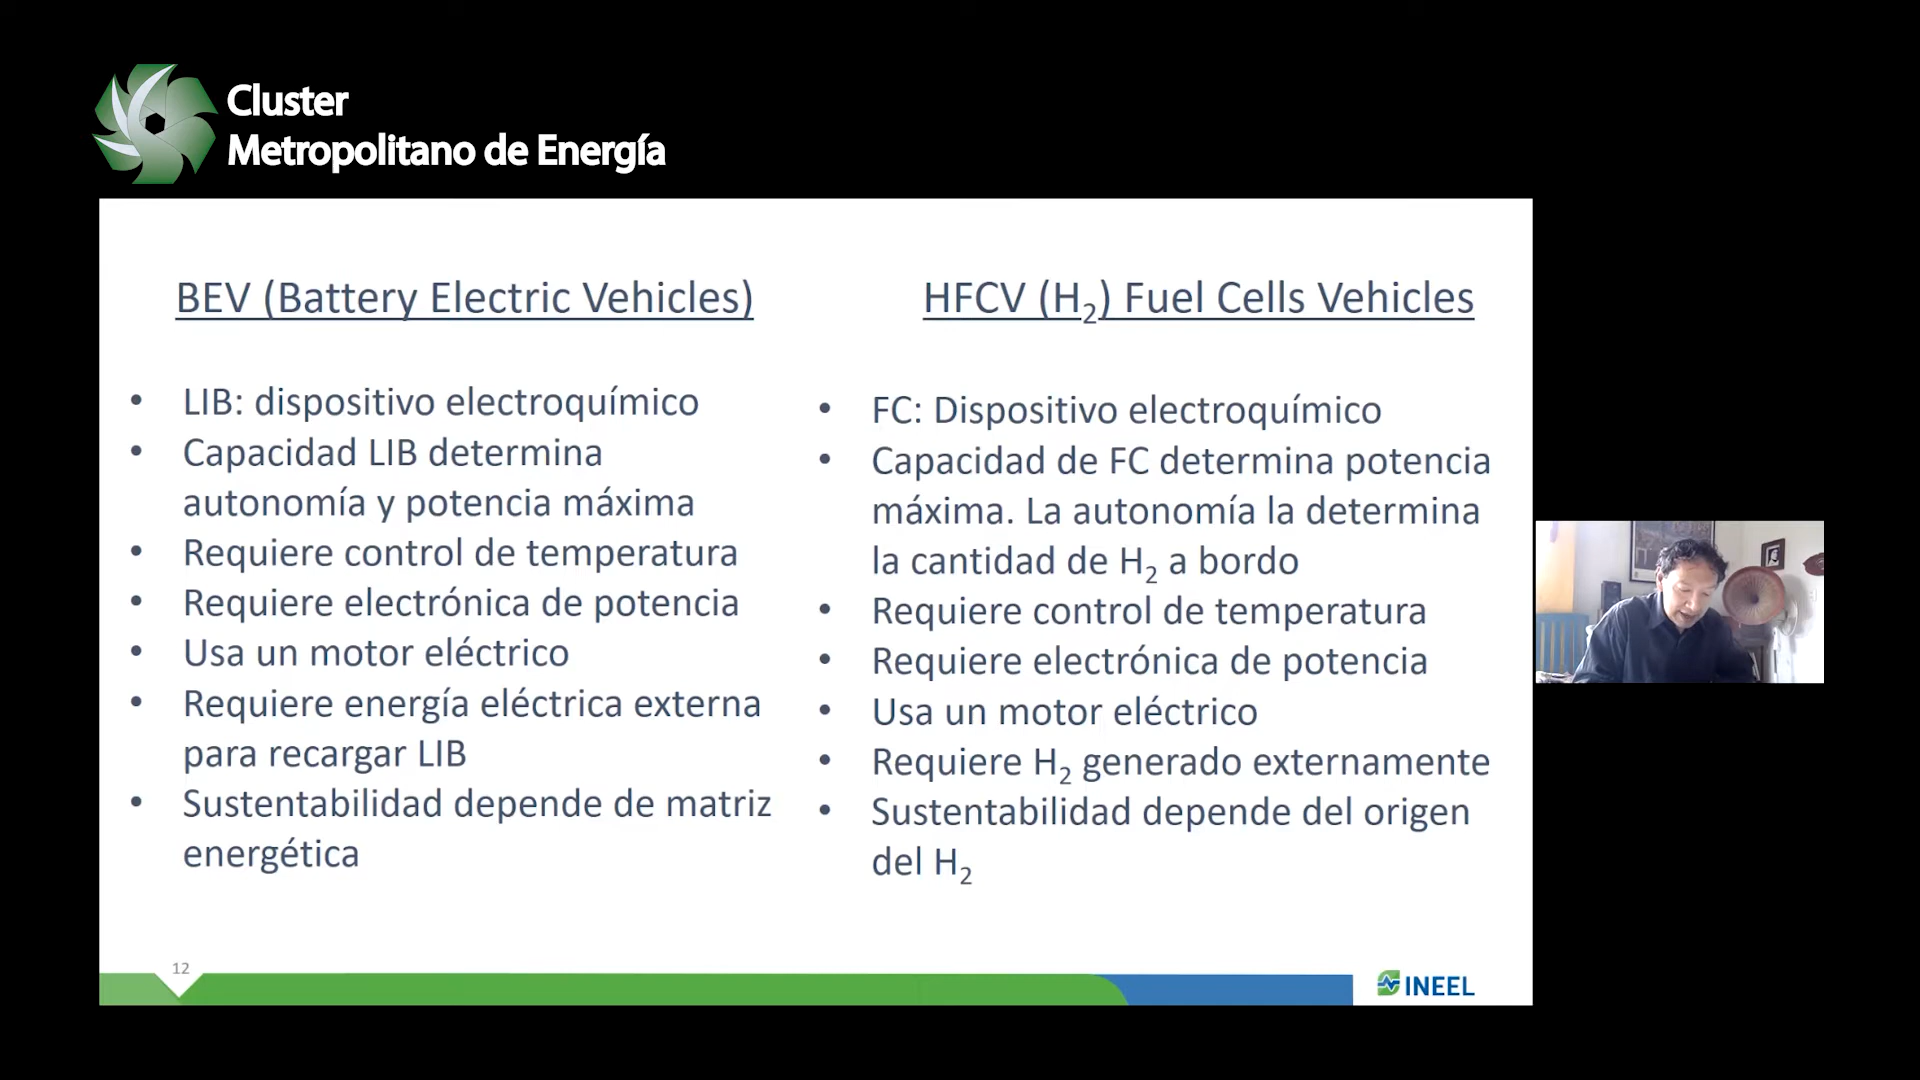 Cluster
Metropolitano de Energía
BEV (Battery Electric Vehicles)
• LIB: dispositivo electroquímico
• Capacidad LIB determina
autonomía y potencia máxima
• Requiere control de temperatura
• Requiere electrónica de potencia
• Usa un motor eléctrico
• Requiere energía eléctrica externa
para recargar LIB
• Sustentabilidad depende de matriz
energética
HFCV (H₂) Fuel Cells Vehicles
• FC: Dispositivo electroquímico
• Capacidad de FC determina potencia
máxima. La autonomía la determina
la cantidad de H₂ a bordo
• Requiere control de temperatura
• Requiere electrónica de potencia
• Usa un motor eléctrico
• Requiere H₂ generado externamente
• Sustentabilidad depende del origen
del H₂
12
INEEL